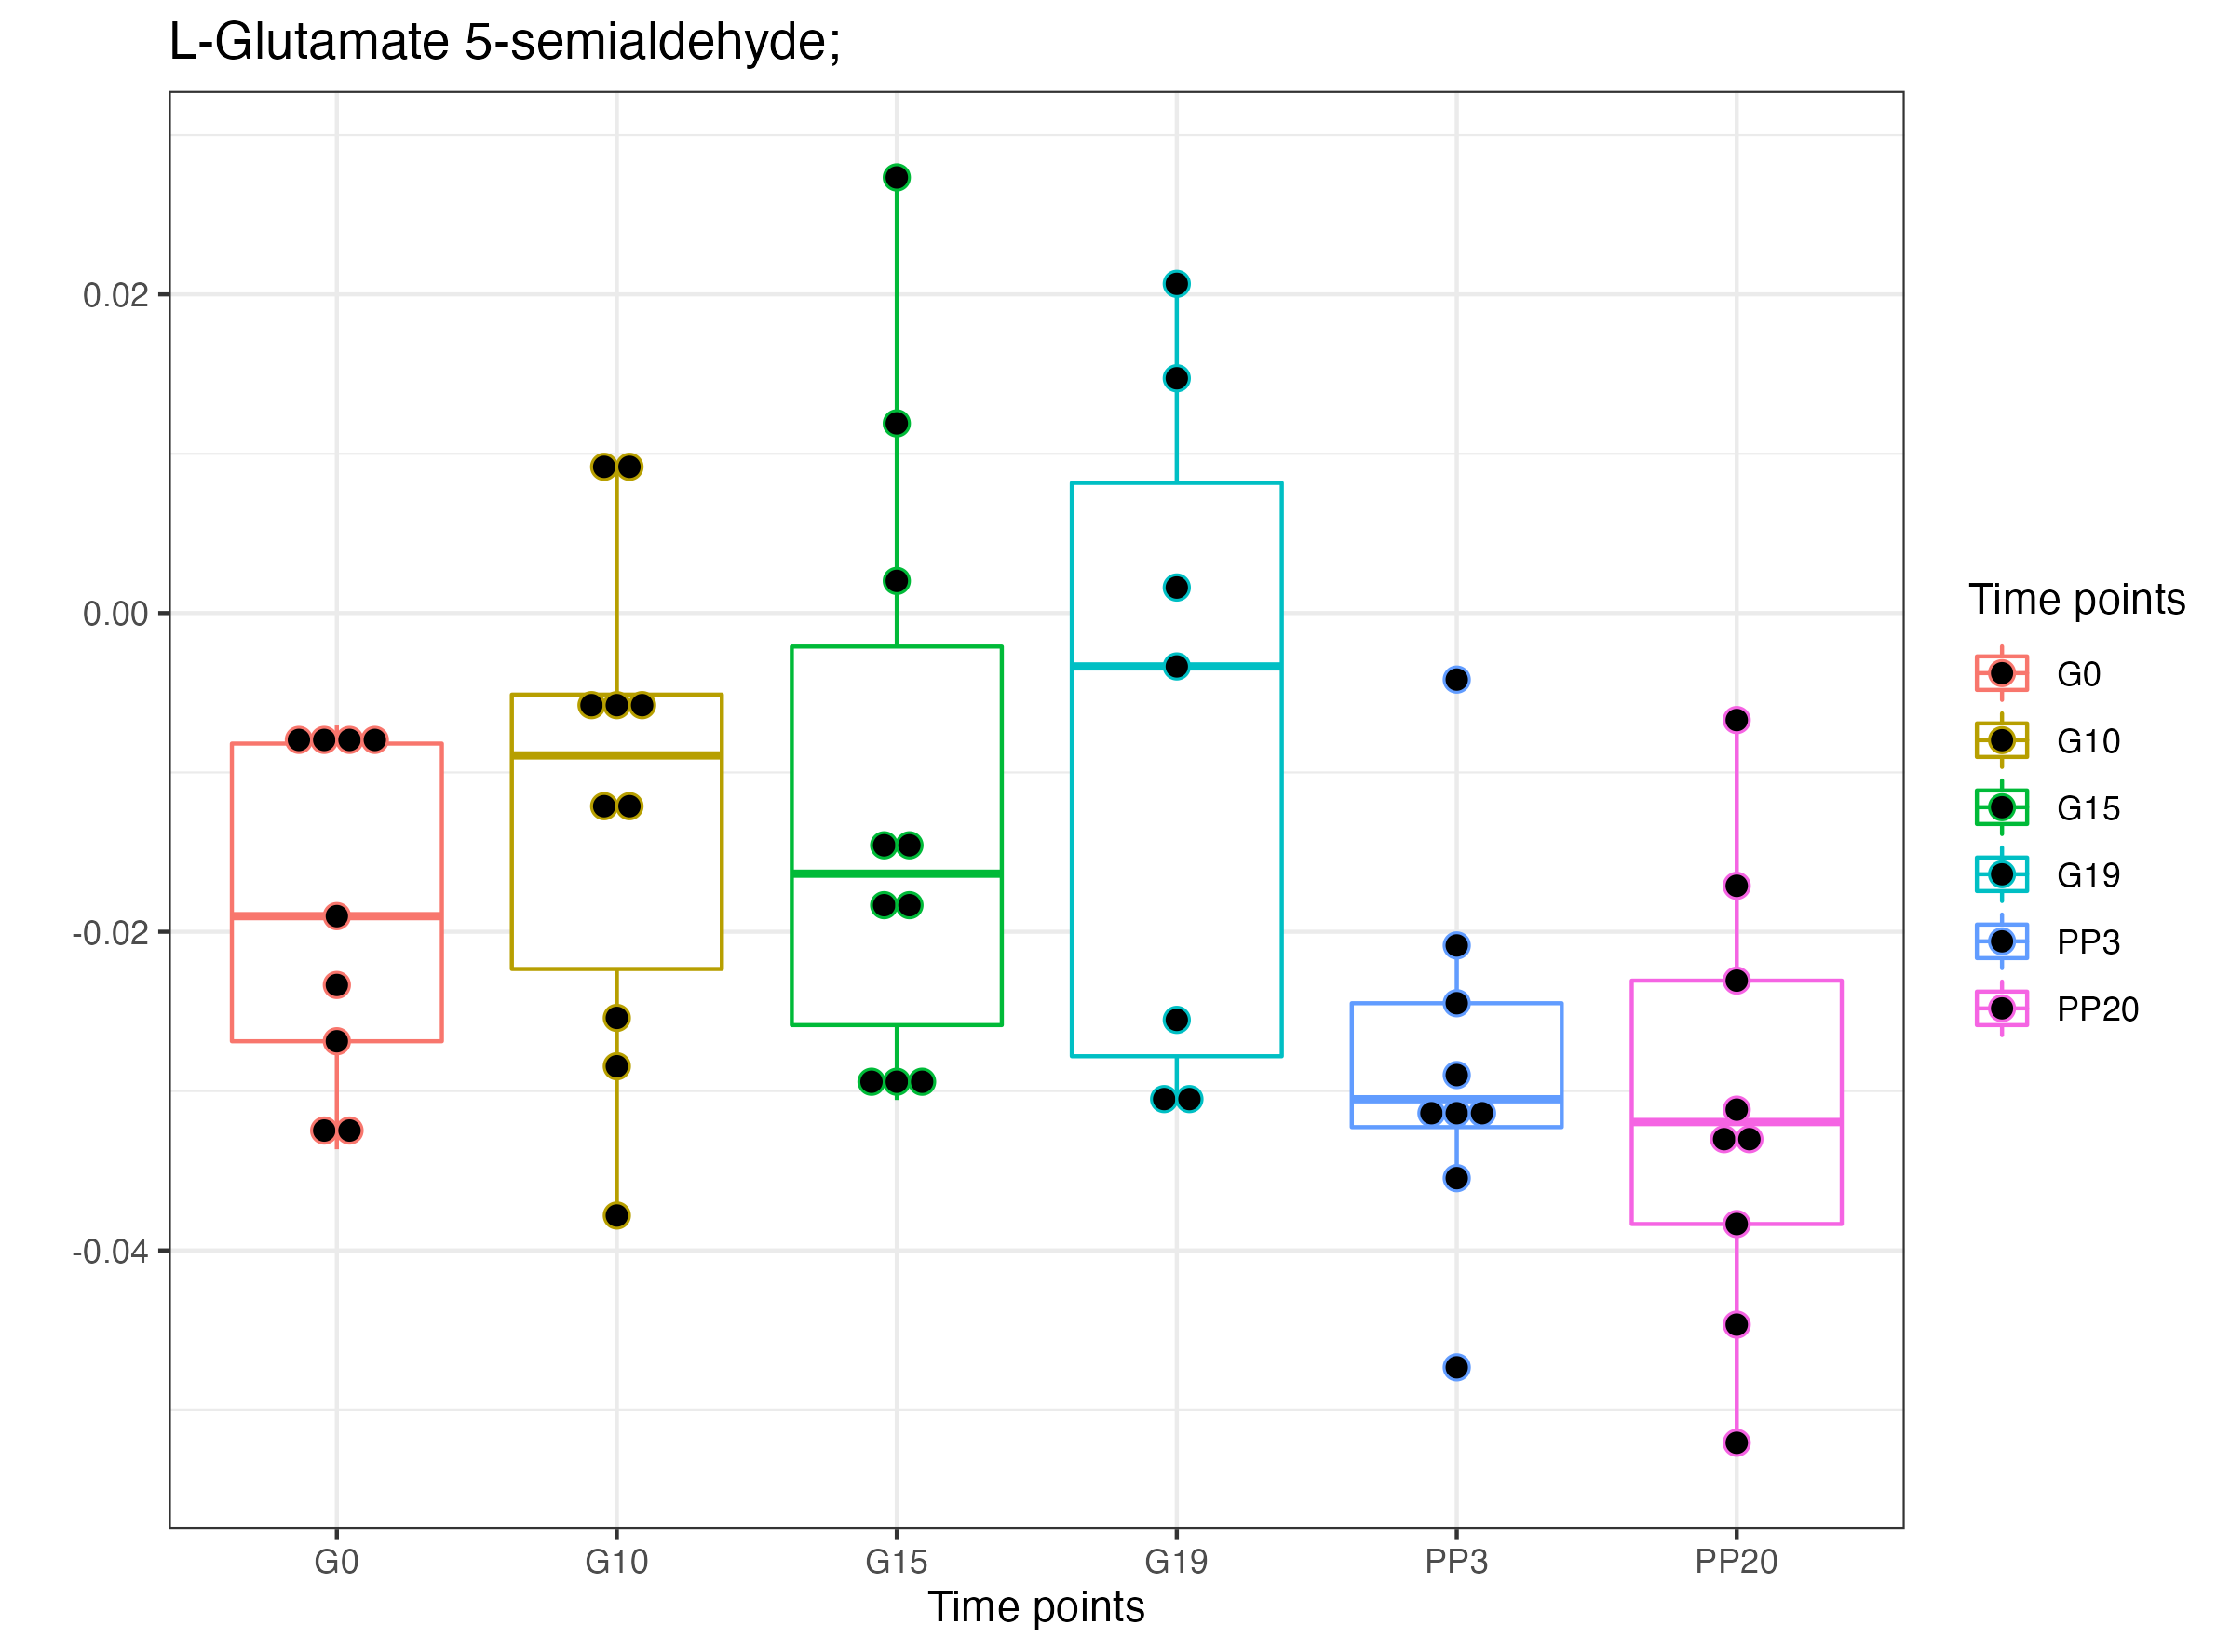 L-Glutamate 5-semialdehyde;
0.02
0.00
-0.02
-0.04
G0
G10
G15
G19
PP3
PP20
Time points
Time points
G0
G10
G15
G19
PP3
PP20